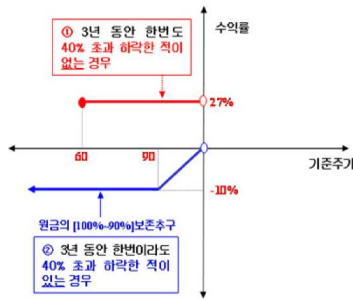 ① 3년 동안 한번도
40% 초과 하락한 적이
없는 경우
수익률
27%
60
90
기준주가
-10%
원금의 [100%~90%]보존추구
② 3년 동안 한번이라도
40% 초과 하락한 적이
있는 경우